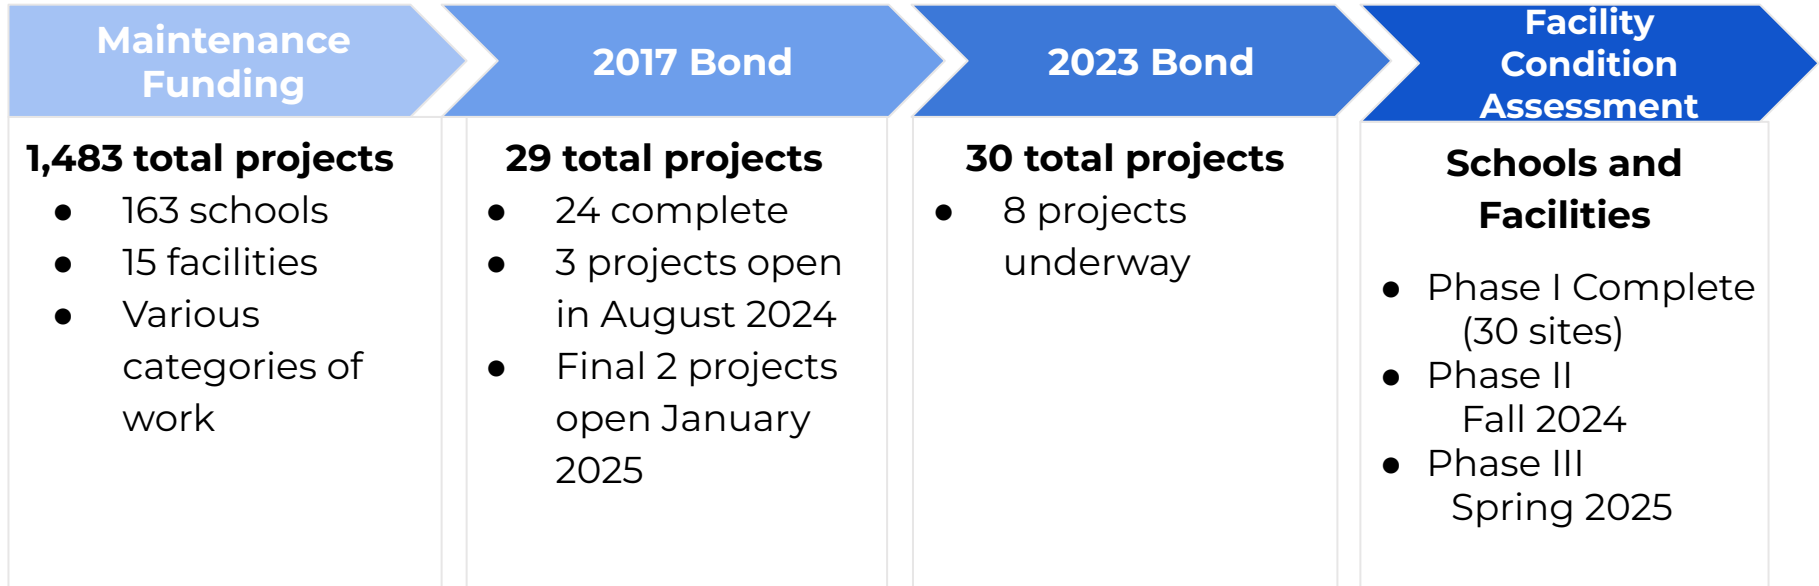 Maintenance
Funding
1,483 total projects
● 163 schools
● 15 facilities
● Various
categories of
work
2017 Bond
29 total projects
● 24 complete
● 3 projects open
in August 2024
● Final 2 projects
open January
2025
2023 Bond
30 total projects
● 8 projects
underway
Facility
Condition
Assessment
Schools and
Facilities
● Phase I Complete
(30 sites)
● Phase II
Fall 2024
● Phase III
Spring 2025